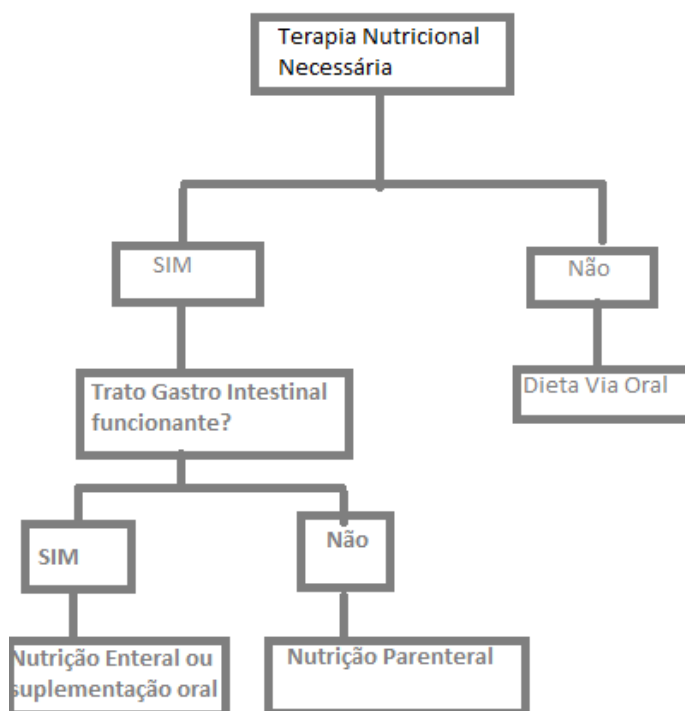 Terapia Nutricional
Necessária
SIM
Não
Trato Gastro Intestinal
funcionante?
Dieta Via Oral
SIM
Não
Nutrição Enteral ou
suplementação oral
Nutrição Parenteral